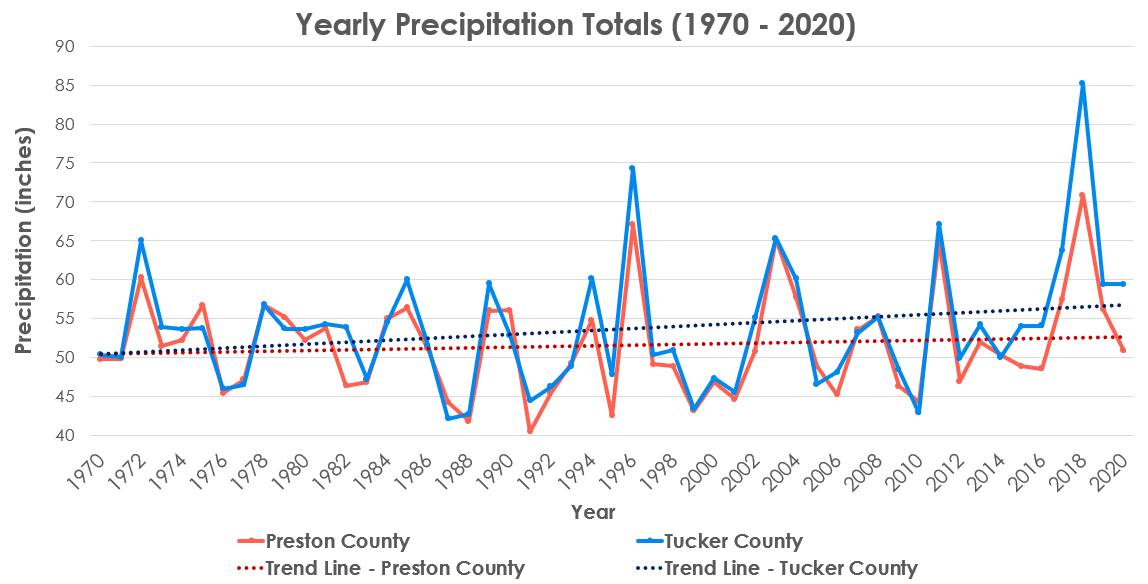 Yearly Precipitation Totals (1970 - 2020)
Precipitation (inches)
90
85
80
75
70
65
60
55
50
45
40
1970 1972 1974 1976 1978 1980 1982 1984 1986 1988 1990 1992 1994 1996 1998 2000 2002 2004 2006 2008 2010 2012 2014 2016 2018 2020
Year
Preston County Tucker County
Trend Line - Preston County Trend Line - Tucker County